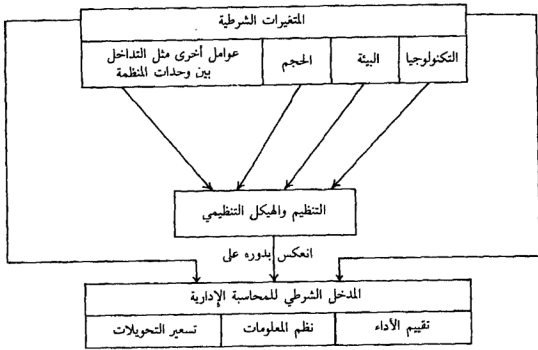 المتغيرات الشرطية
التكنولوجيا
البيئة
الحجم
عوامل أخرى مثل التداخل
بين وحدات المنظمة
التنظيم والهيكل التنظيمي
انعكس بدوره على
المدخل الشرطي للمحاسبة الإدارية
تقييم الأداء
نظم المعلومات
تسعير التحويلات